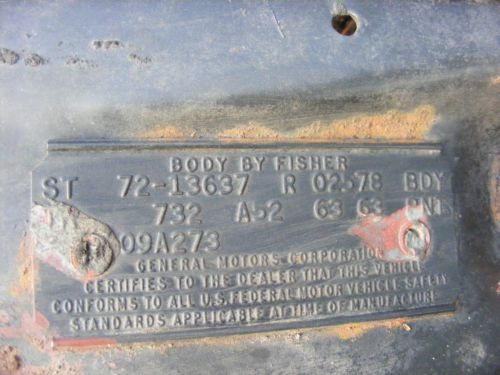 BODY BY FISHER
ST 72-13637 R 02578 BDY
732 A52 63 63 PNT
09A273
GENERAL MOTORS CORPORATION
CERTIFIES TO THE DEALER THAT THIS VEHICLE
CONFORMS TO ALL U.S. FEDERAL MOTOR VEHICLE SAFETY
STANDARDS APPLICABLE AT TIME OF MANUFACTURE